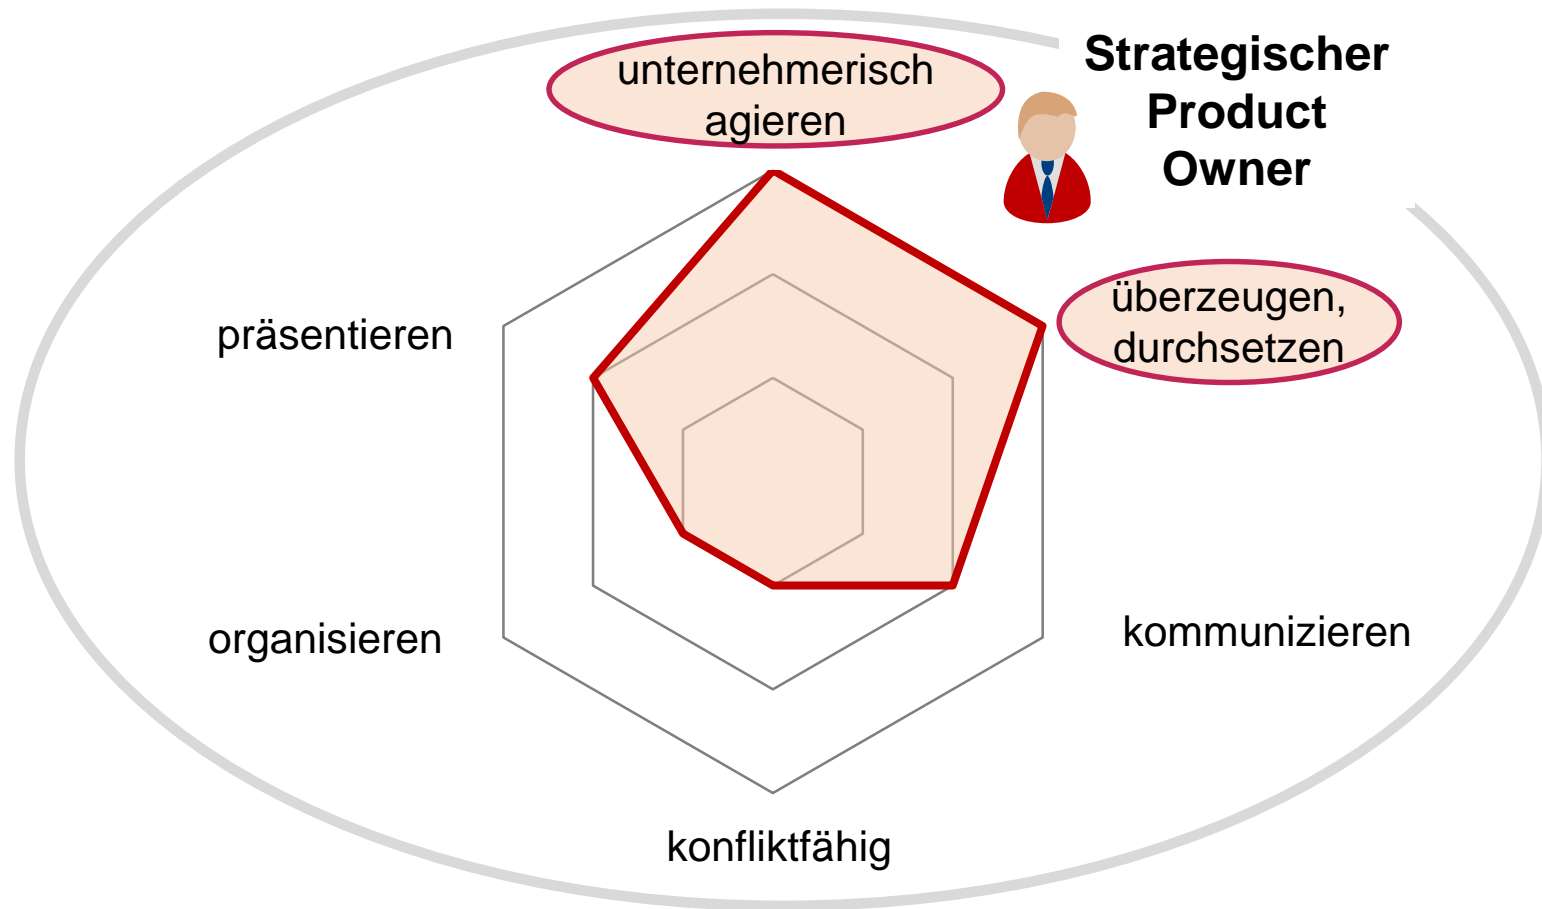 Strategischer
Product
Owner
unternehmerisch
agieren
überzeugen,
durchsetzen
präsentieren
organisieren
kommunizieren
konfliktfähig